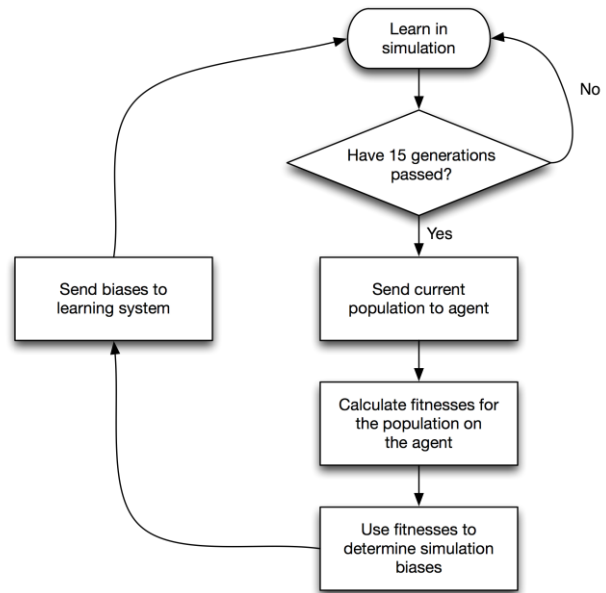 Learn in
simulation
No
Have 15 generations
passed?
Yes
Send biases to
learning system
Send current
population to agent
Calculate fitnesses for
the population on
the agent
Use fitnesses to
determine simulation
biases